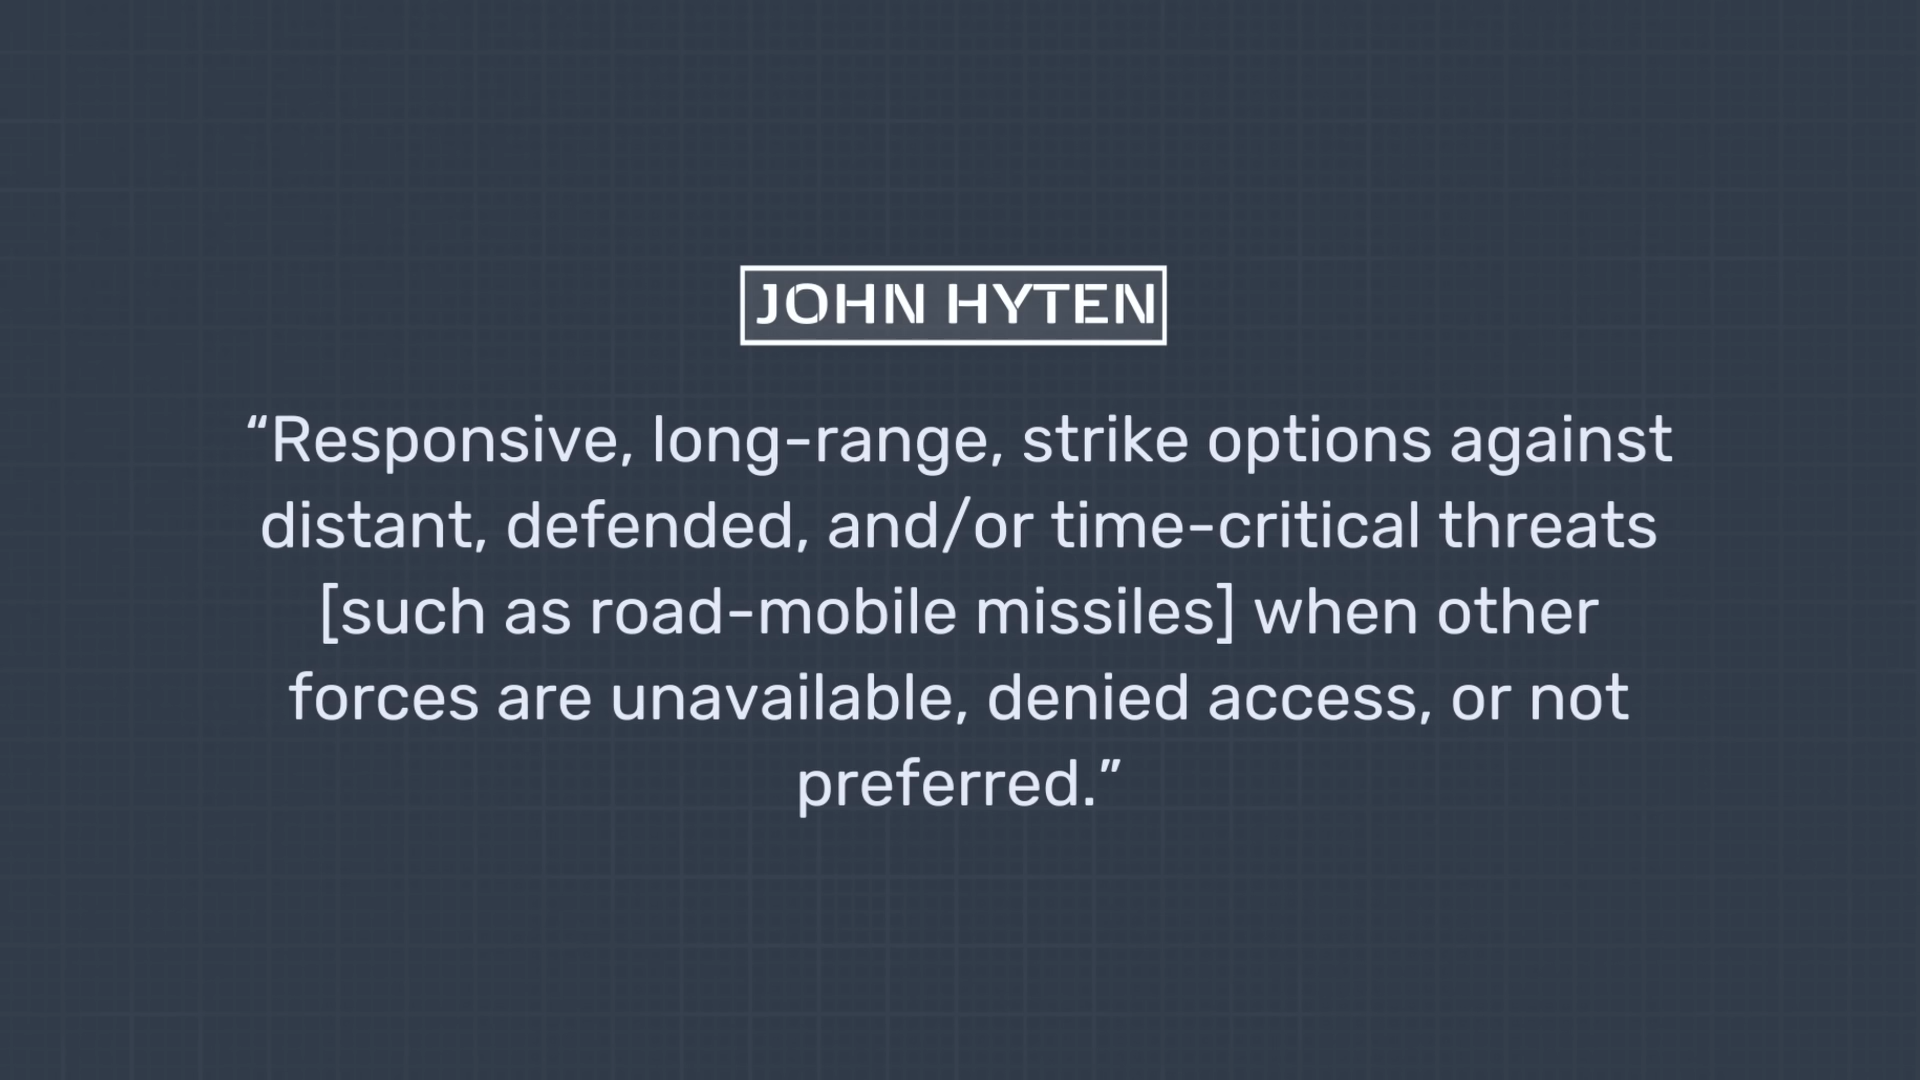 JOHN HYTEN
“Responsive, long-range, strike options against
distant, defended, and/or time-critical threats
[such as road-mobile missiles] when other
forces are unavailable, denied access, or not
preferred.”